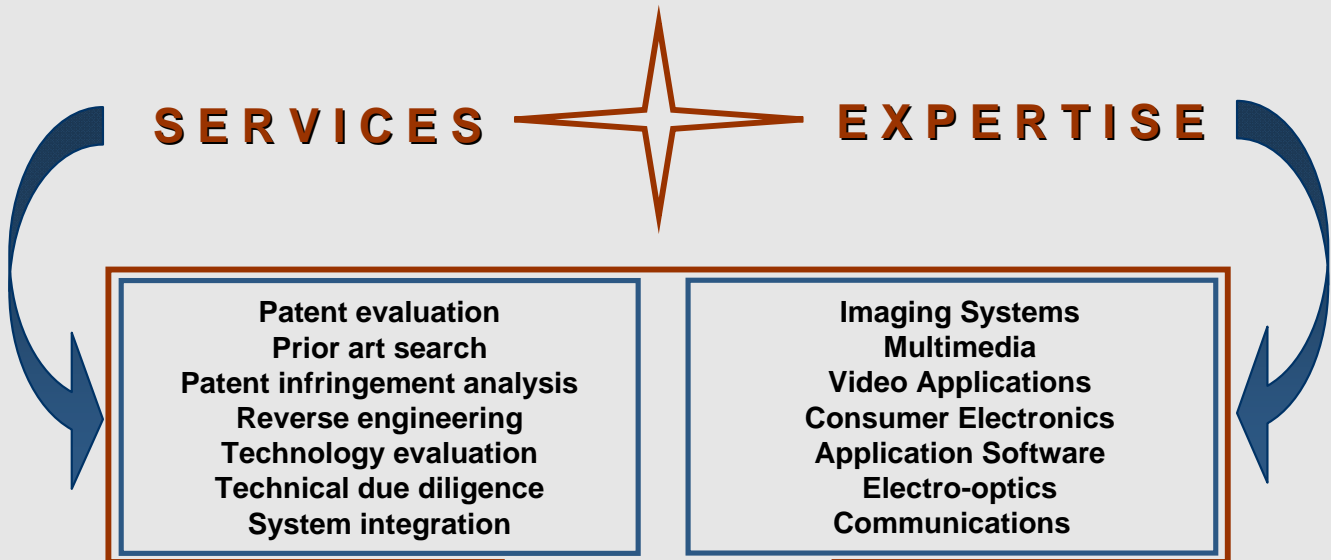 SERVICES
EXPERTISE
Patent evaluation
Prior art search
Patent infringement analysis
Reverse engineering
Technology evaluation
Technical due diligence
System integration
Imaging Systems
Multimedia
Video Applications
Consumer Electronics
Application Software
Electro-optics
Communications